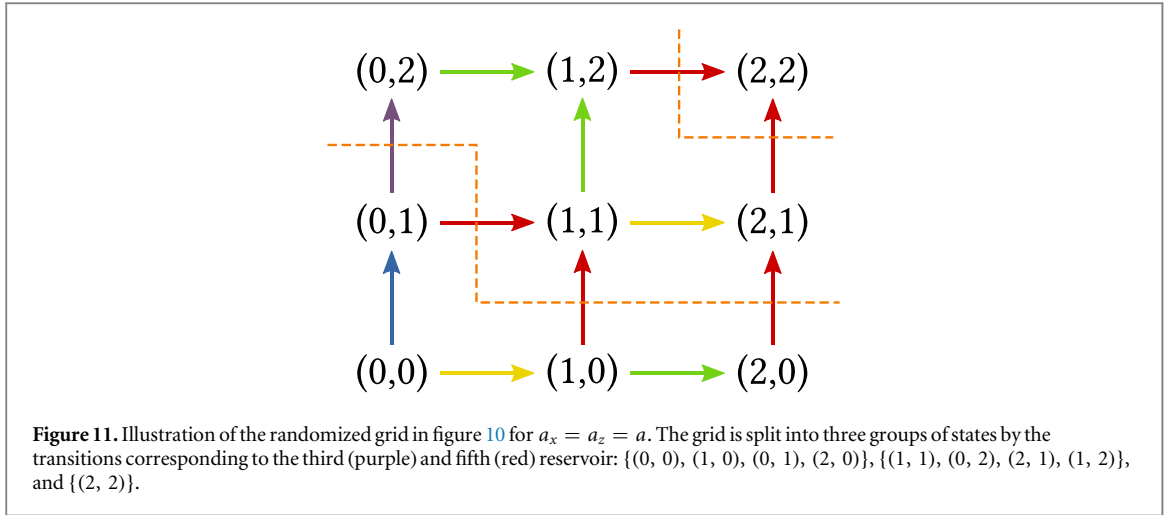 (0,2) (1,2) (2,2)
(0,1) (1,1) (2,1)
(0,0) (1,0) (2,0)
Figure 11. Illustration of the randomized grid in figure 10 for aₓ = a_z = a. The grid is split into three groups of states by the
transitions corresponding to the third (purple) and fifth (red) reservoir: {(0, 0), (1, 0), (0, 1), (2, 0)}, {(1, 1), (0, 2), (2, 1), (1, 2)},
and {(2, 2)}.